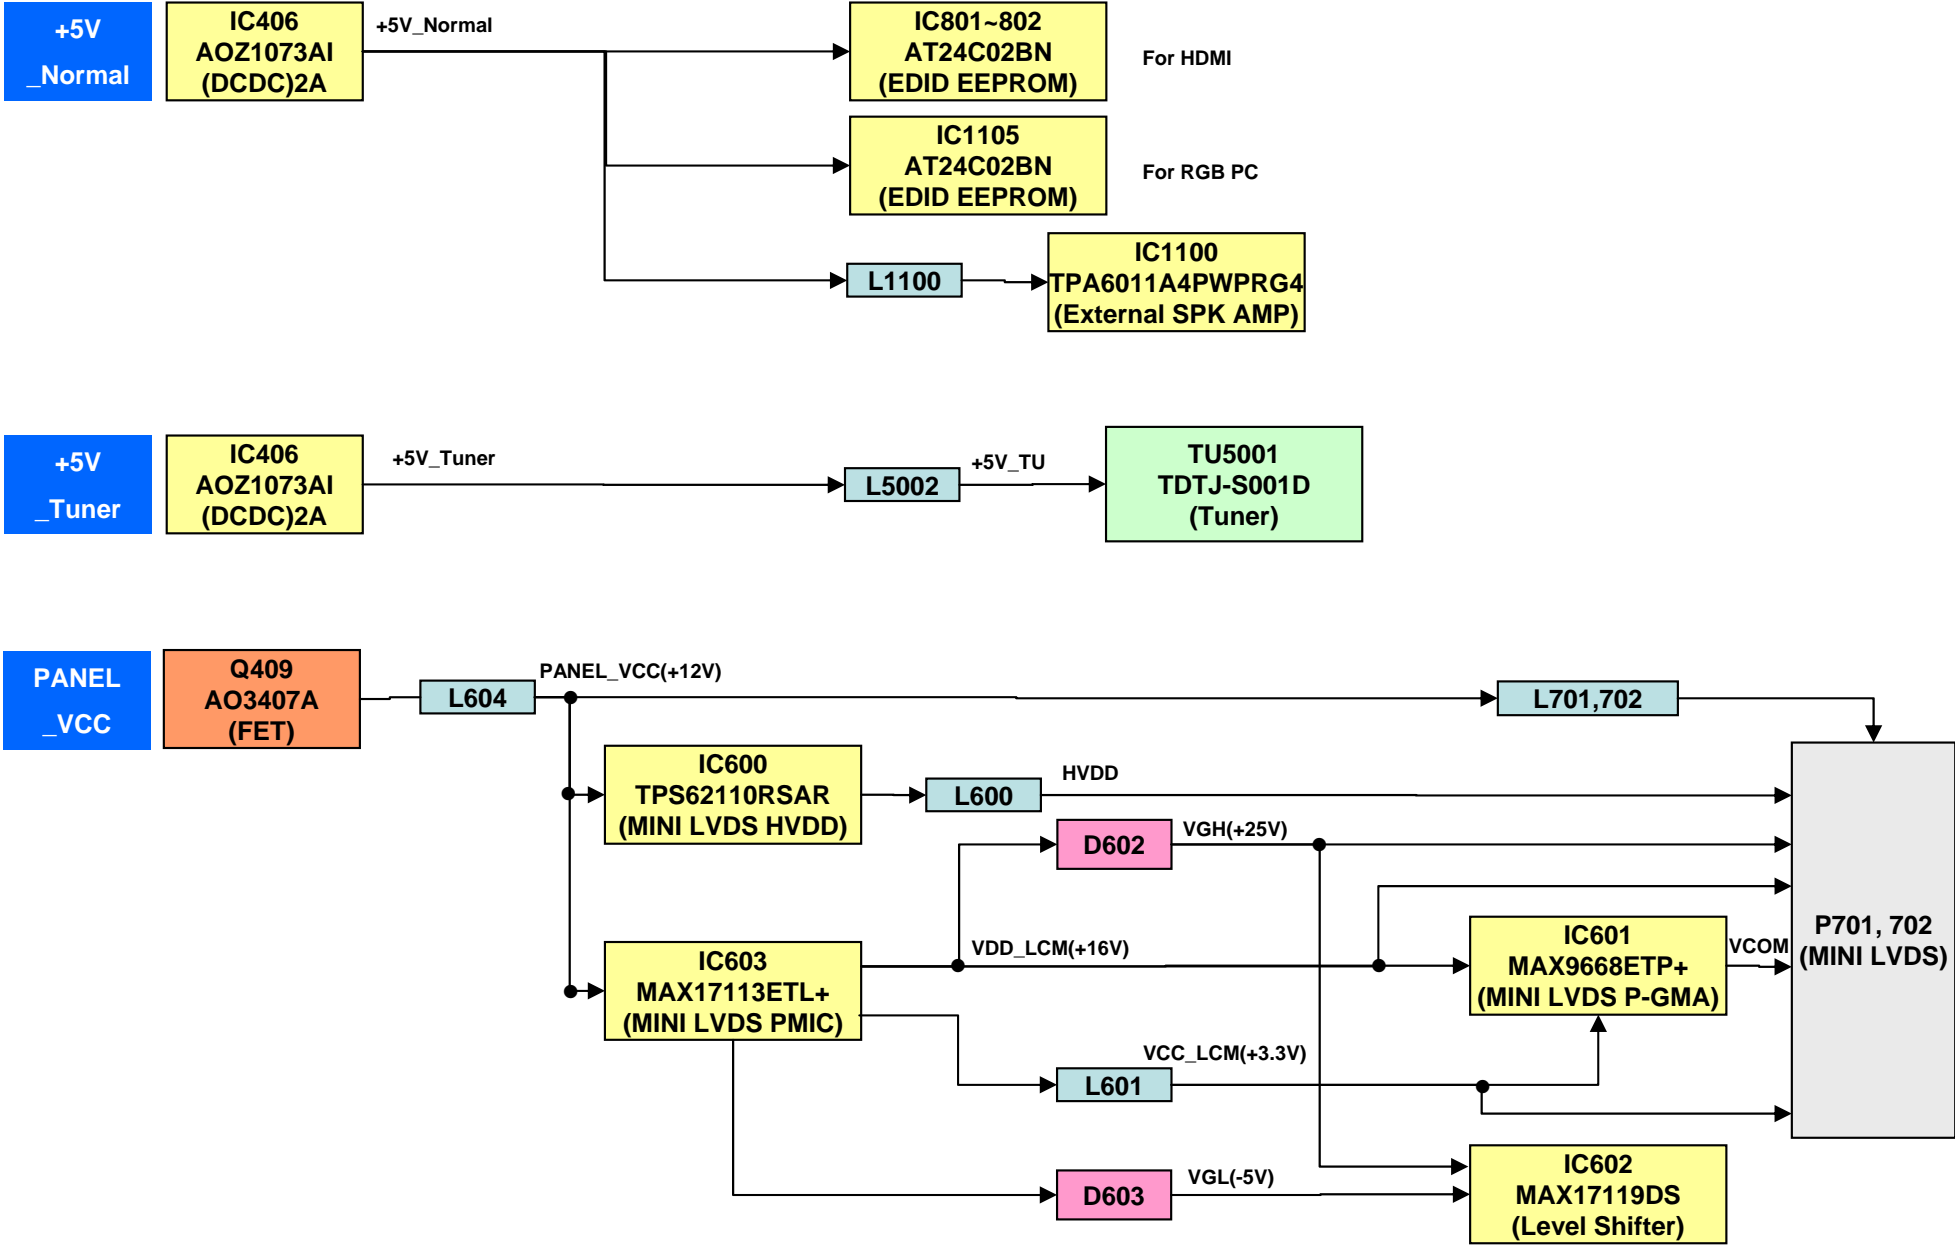 +5V
_Normal
IC406
AOZ1073AI
(DCDC)2A
+5V_Normal
IC801~802
AT24C02BN
(EDID EEPROM)
For HDMI
IC1105
AT24C02BN
(EDID EEPROM)
For RGB PC
L1100
IC1100
TPA6011A4PWPRG4
(External SPK AMP)
+5V
_Tuner
IC406
AOZ1073AI
(DCDC)2A
+5V_Tuner
L5002
+5V_TU
TU5001
TDTJ-S001D
(Tuner)
PANEL
_VCC
Q409
AO3407A
(FET)
L604
PANEL_VCC(+12V)
L701,702
IC600
TPS62110RSAR
(MINI LVDS HVDD)
L600
HVDD
D602
VGH(+25V)
IC603
MAX17113ETL+
(MINI LVDS PMIC)
VDD_LCM(+16V)
IC601
MAX9668ETP+
(MINI LVDS P-GMA)
VCOM
P701, 702
(MINI LVDS)
L601
VCC_LCM(+3.3V)
D603
VGL(-5V)
IC602
MAX17119DS
(Level Shifter)